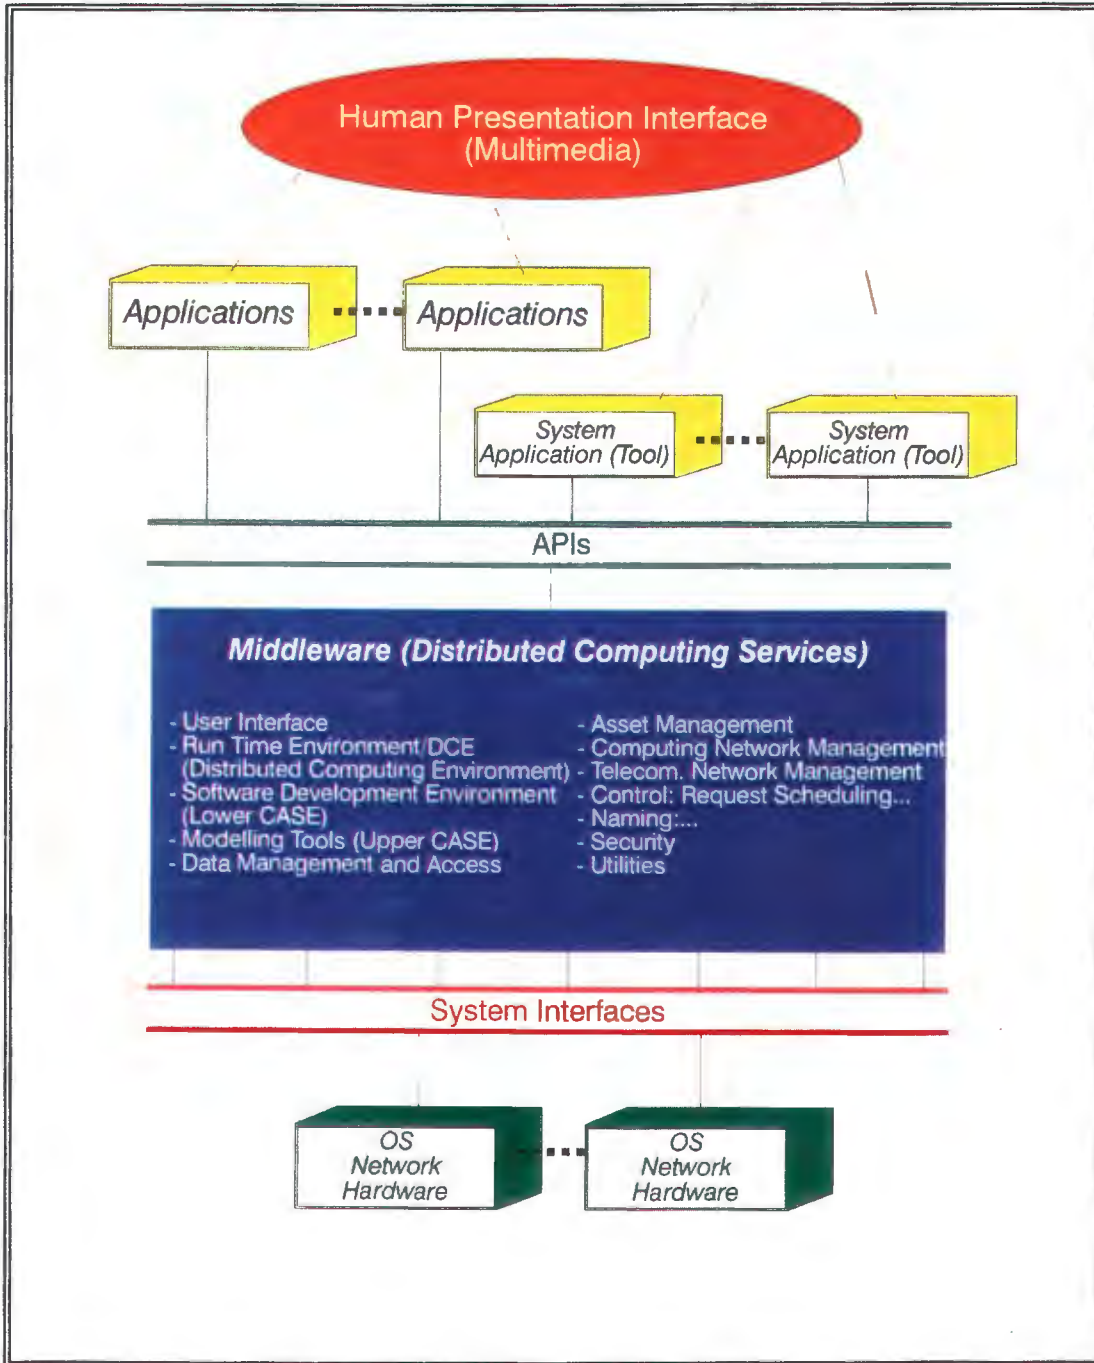 Human Presentation Interface
(Multimedia)
Applications
Applications
System
Application (Tool)
System
Application (Tool)
APIs
Middleware (Distributed Computing Services)
- User Interface
- Run Time Environment/DCE
(Distributed Computing Environment)
- Software Development Environment
(Lower CASE)
- Modelling Tools (Upper CASE)
- Data Management and Access
- Asset Management
- Computing Network Management
- Telecom. Network Management
- Control: Request Scheduling...
- Naming:...
- Security
- Utilities
System Interfaces
OS
Network
Hardware
OS
Network
Hardware